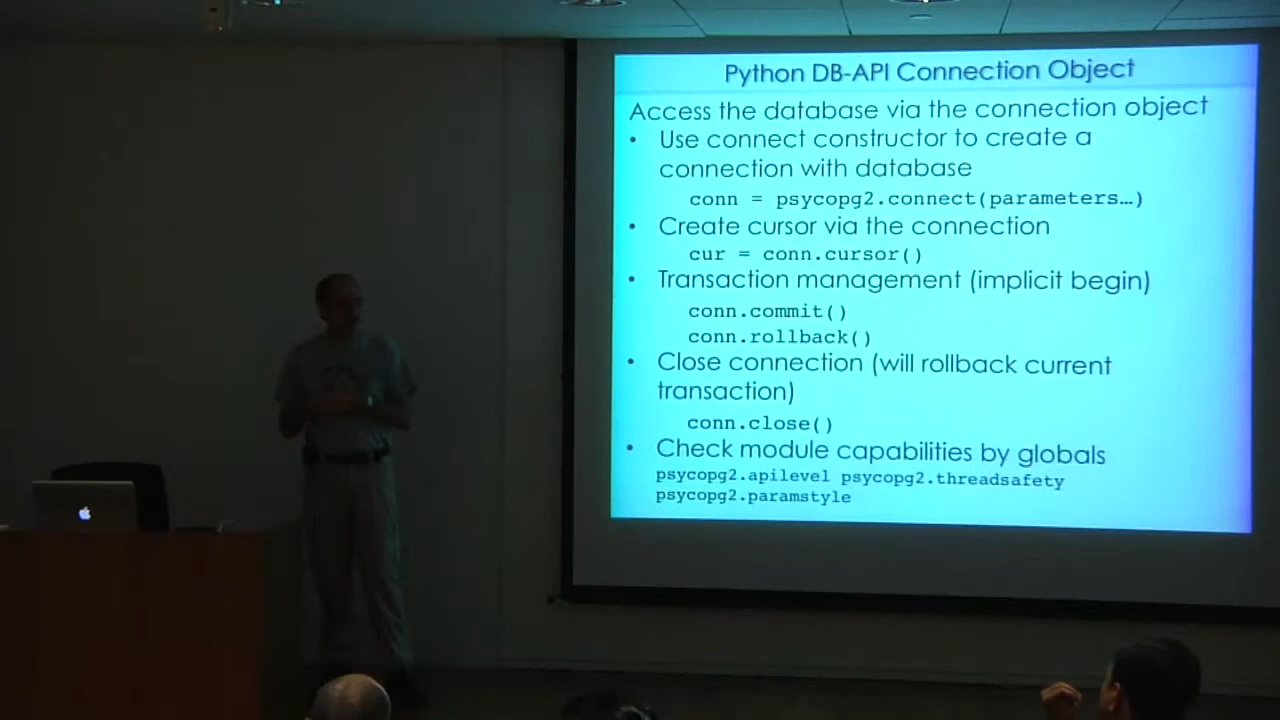 Python DB-API Connection Object
Access the database via the connection object
• Use connect constructor to create a
connection with database
conn = psycopg2.connect(parameters…)
• Create cursor via the connection
cur = conn.cursor()
• Transaction management (implicit begin)
conn.commit()
conn.rollback()
• Close connection (will rollback current
transaction)
conn.close()
• Check module capabilities by globals
psycopg2.apilevel psycopg2.threadsafety
psycopg2.paramstyle